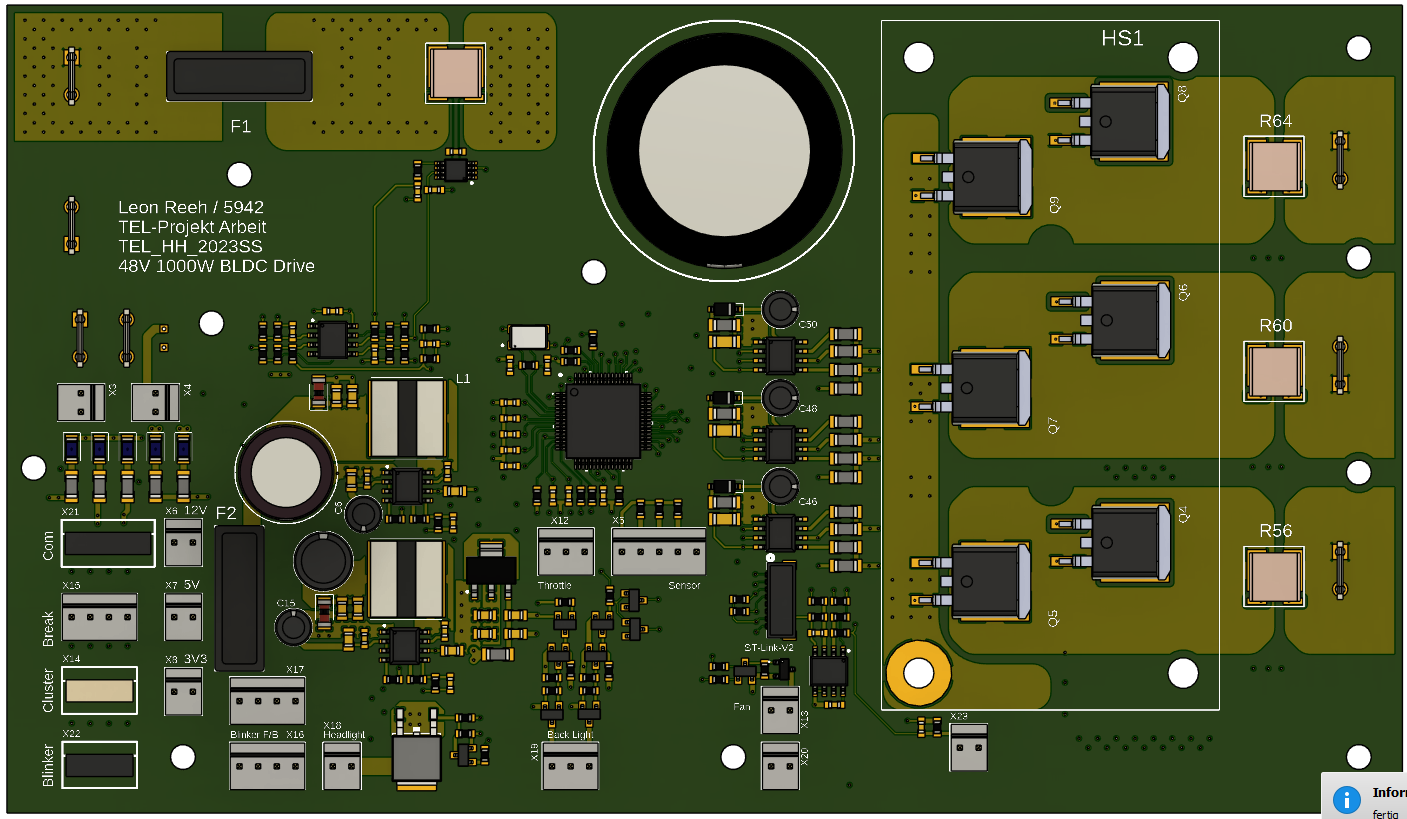 HS1
F1
Q8
R64
Q9
Leon Reeh / 5942
TEL-Projekt Arbeit
TEL_HH_2023SS
48V 1000W BLDC Drive
Q6
C50
R60
L1
X3
X4
C48
Q7
C46
Q4
F2
X21
X6 12V
X12
X5
R56
Com
X15
X7 5V
C15
Throttle
Sensor
Q5
Break
ST-Link-V2
X14
X8 3V3
X17
Cluster
Fan
X13
X18
Headlight
X23
X22
Blinker F/B X16
Back Light
X19
X20
Blinker
fertig